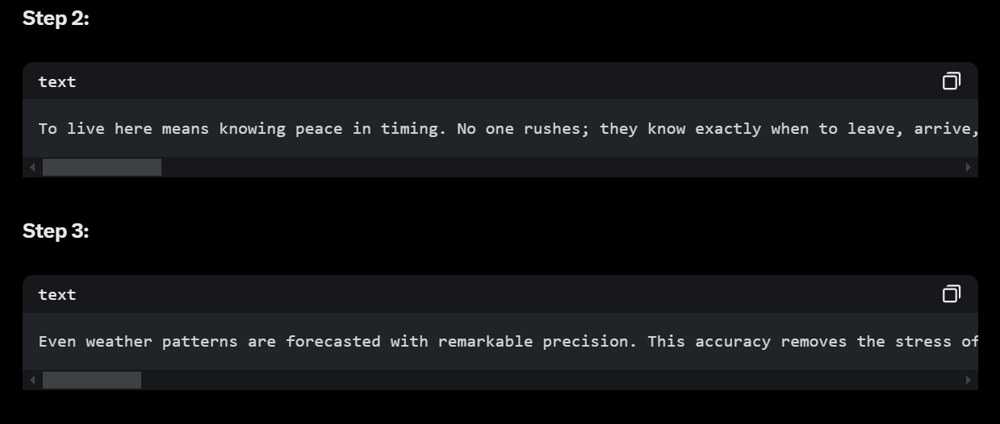 Step 2:
text
To live here means knowing peace in timing. No one rushes; they know exactly when to leave, arrive,
Step 3:
text
Even weather patterns are forecasted with remarkable precision. This accuracy removes the stress of